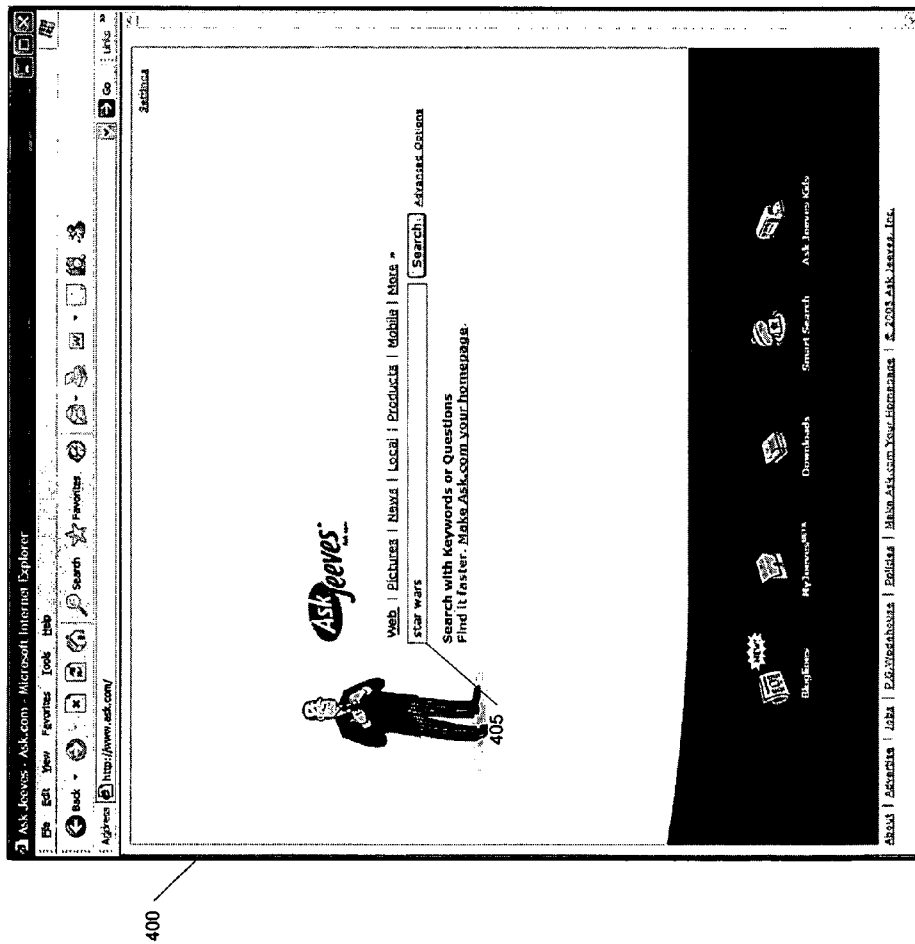 Ask Jeeves - Ask.com - Microsoft Internet Explorer
File Edit View Favorites Tools Help
Back Search Favorites
Address http://www.ask.com/ Go Links »
Settings
Ask Jeeves
Web | Pictures | News | Local | Products | Mobile | More »
star wars Search Advanced Options
Search with Keywords or Questions
Find it faster. Make Ask.com your homepage.
405
Bloglines MyJeeves BETA Downloads Smart Search Ask Jeeves Kids
About | Advertise | Jobs | P.G.Wodehouse | Policies | Make Ask.com Your Homepage | © 2005 Ask Jeeves, Inc.
400